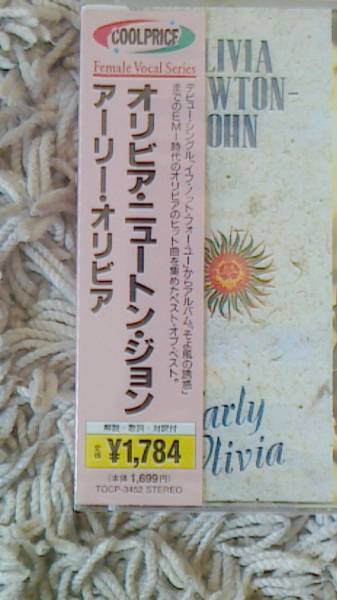 COOLPRICE
Female Vocal Series
デビュー・シングル「イフ・ノット・フォー・ユー」からアルバム「そよ風の誘惑」
までのEMI時代のオリビアのヒット曲を集めたベスト・オブ・ベスト。
オリビア・ニュートン・ジョン
アーリー・オリビア
解説・歌詞・対訳付
定価 ¥1,784
(本体1,699円)
TOCP-3452 STEREO
LIVIA
WTON-
OHN
arly
Olivia